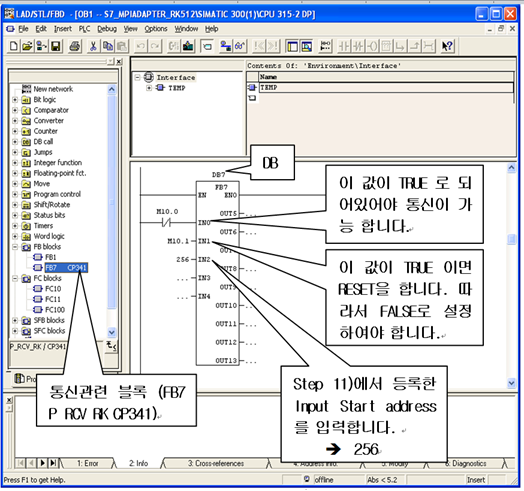 LAD/STL/FBD - [OB1 -- S7_MPIADAPTER_RK512\SIMATIC 300(1)\CPU 315-2 DP]
File Edit Insert PLC Debug View Options Window Help
Contents Of: 'Environment\Interface'
Interface
TEMP
Name
TEMP
New network
Bit logic
Comparator
Converter
Counter
DB call
Jumps
Integer function
Floating-point fct.
Move
Program control
Shift/Rotate
Status bits
Timers
Word logic
FB blocks
FB1
FB7 CP341
FC blocks
FC10
FC11
FC100
SFB blocks
SFC blocks
P_RCV_RK / CP341
DB
DB7
FB7
EN ENO
M10.0
IN0
OUT5 ...
OUT6
M10.1 IN1
OUT7
256 IN2
OUT8
... IN3
OUT9
... IN4
OUT10 ...
OUT11 ...
OUT12
OUT13 ...
이 값이 TRUE 로 되
어있어야 통신이 가
능 합니다.
이 값이 TRUE 이면
RESET을 합니다. 따
라서 FALSE로 설정
하여야 합니다.
통신관련 블록 (FB7
P_RCV_RK CP341).
Step 11)에서 등록한
Input Start address
를 입력합니다.
➔ 256
1: Error 2: Info 3: Cross-references 4: Address info. 5: Modify 6: Diagnostics
Press F1 to get Help. offline Abs < 5.2 Insert